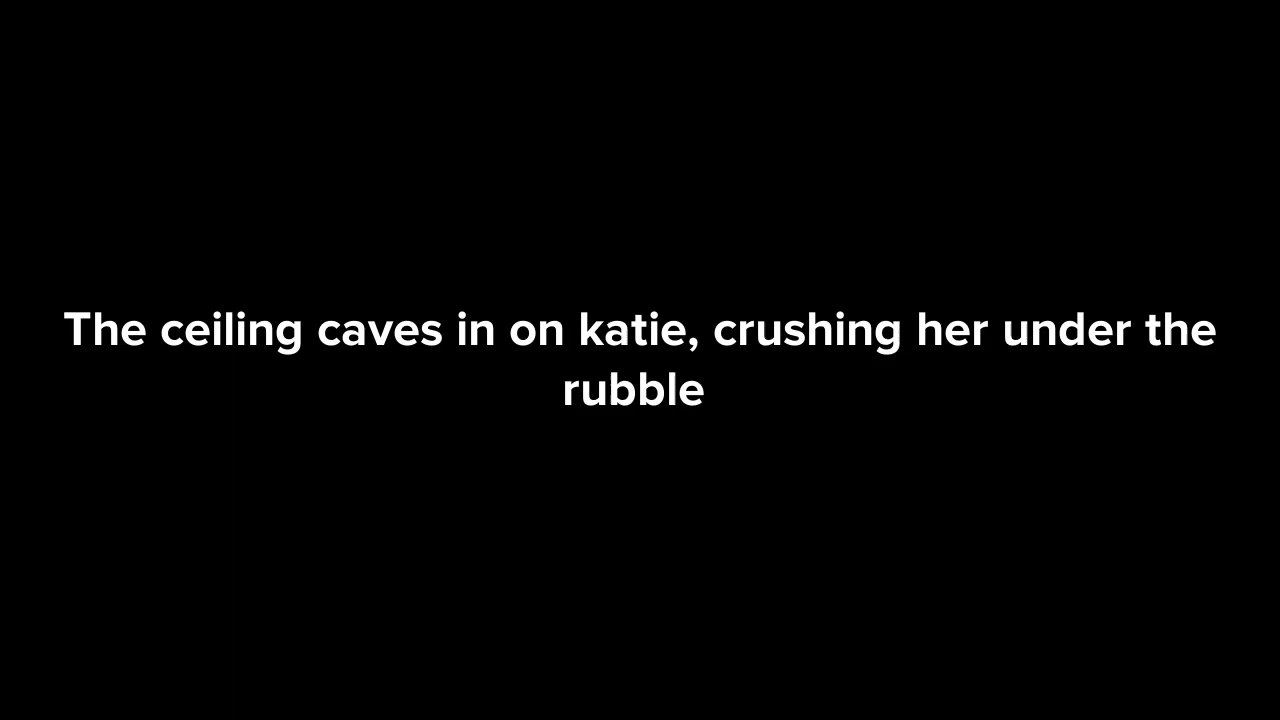 The ceiling caves in on katie, crushing her under the
rubble